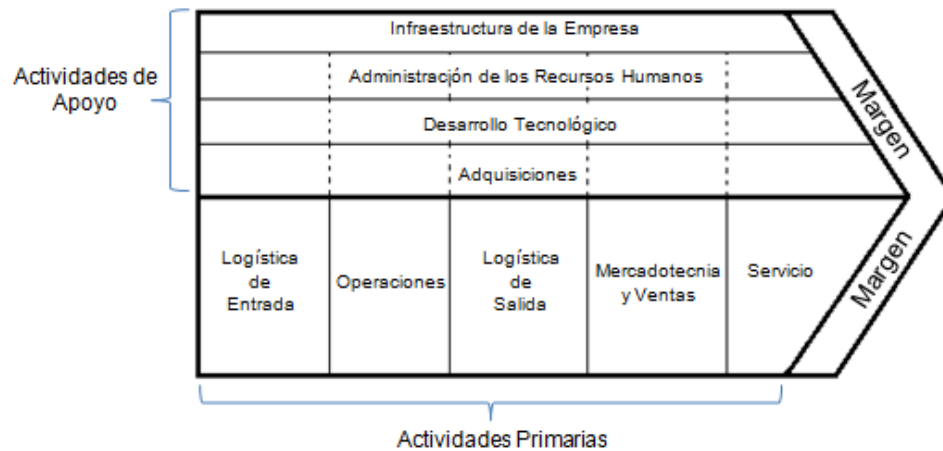 Infraestructura de la Empresa
Actividades de
Apoyo
Administración de los Recursos Humanos
Desarrollo Tecnológico
Adquisiciones
Margen
Logística
de
Entrada
Operaciones
Logística
de
Salida
Mercadotecnia
y Ventas
Servicio
Margen
Actividades Primarias